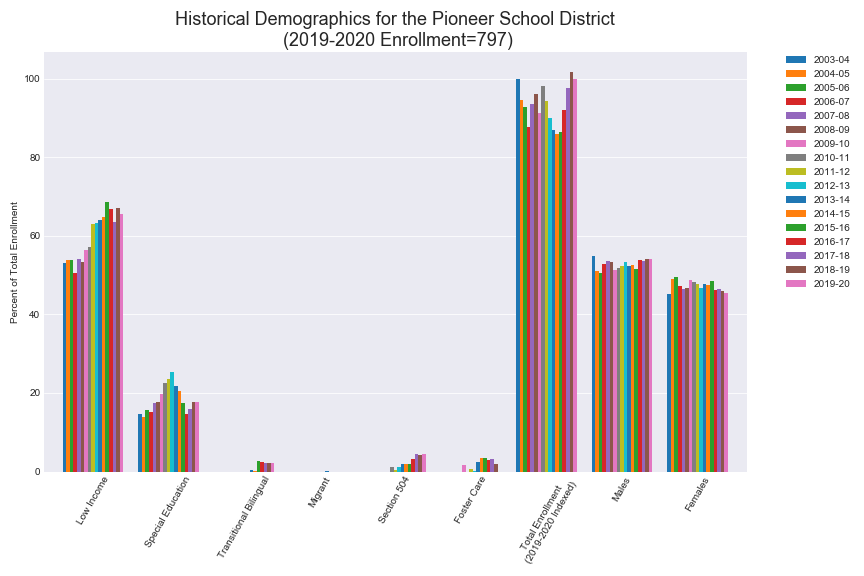 Historical Demographics for the Pioneer School District
(2019-2020 Enrollment=797)
Percent of Total Enrollment
100
80
60
40
20
0
Low Income
Special Education
Transitional Bilingual
Migrant
Section 504
Foster Care
Total Enrollment
(2019-2020 Indexed)
Males
Females
2003-04
2004-05
2005-06
2006-07
2007-08
2008-09
2009-10
2010-11
2011-12
2012-13
2013-14
2014-15
2015-16
2016-17
2017-18
2018-19
2019-20